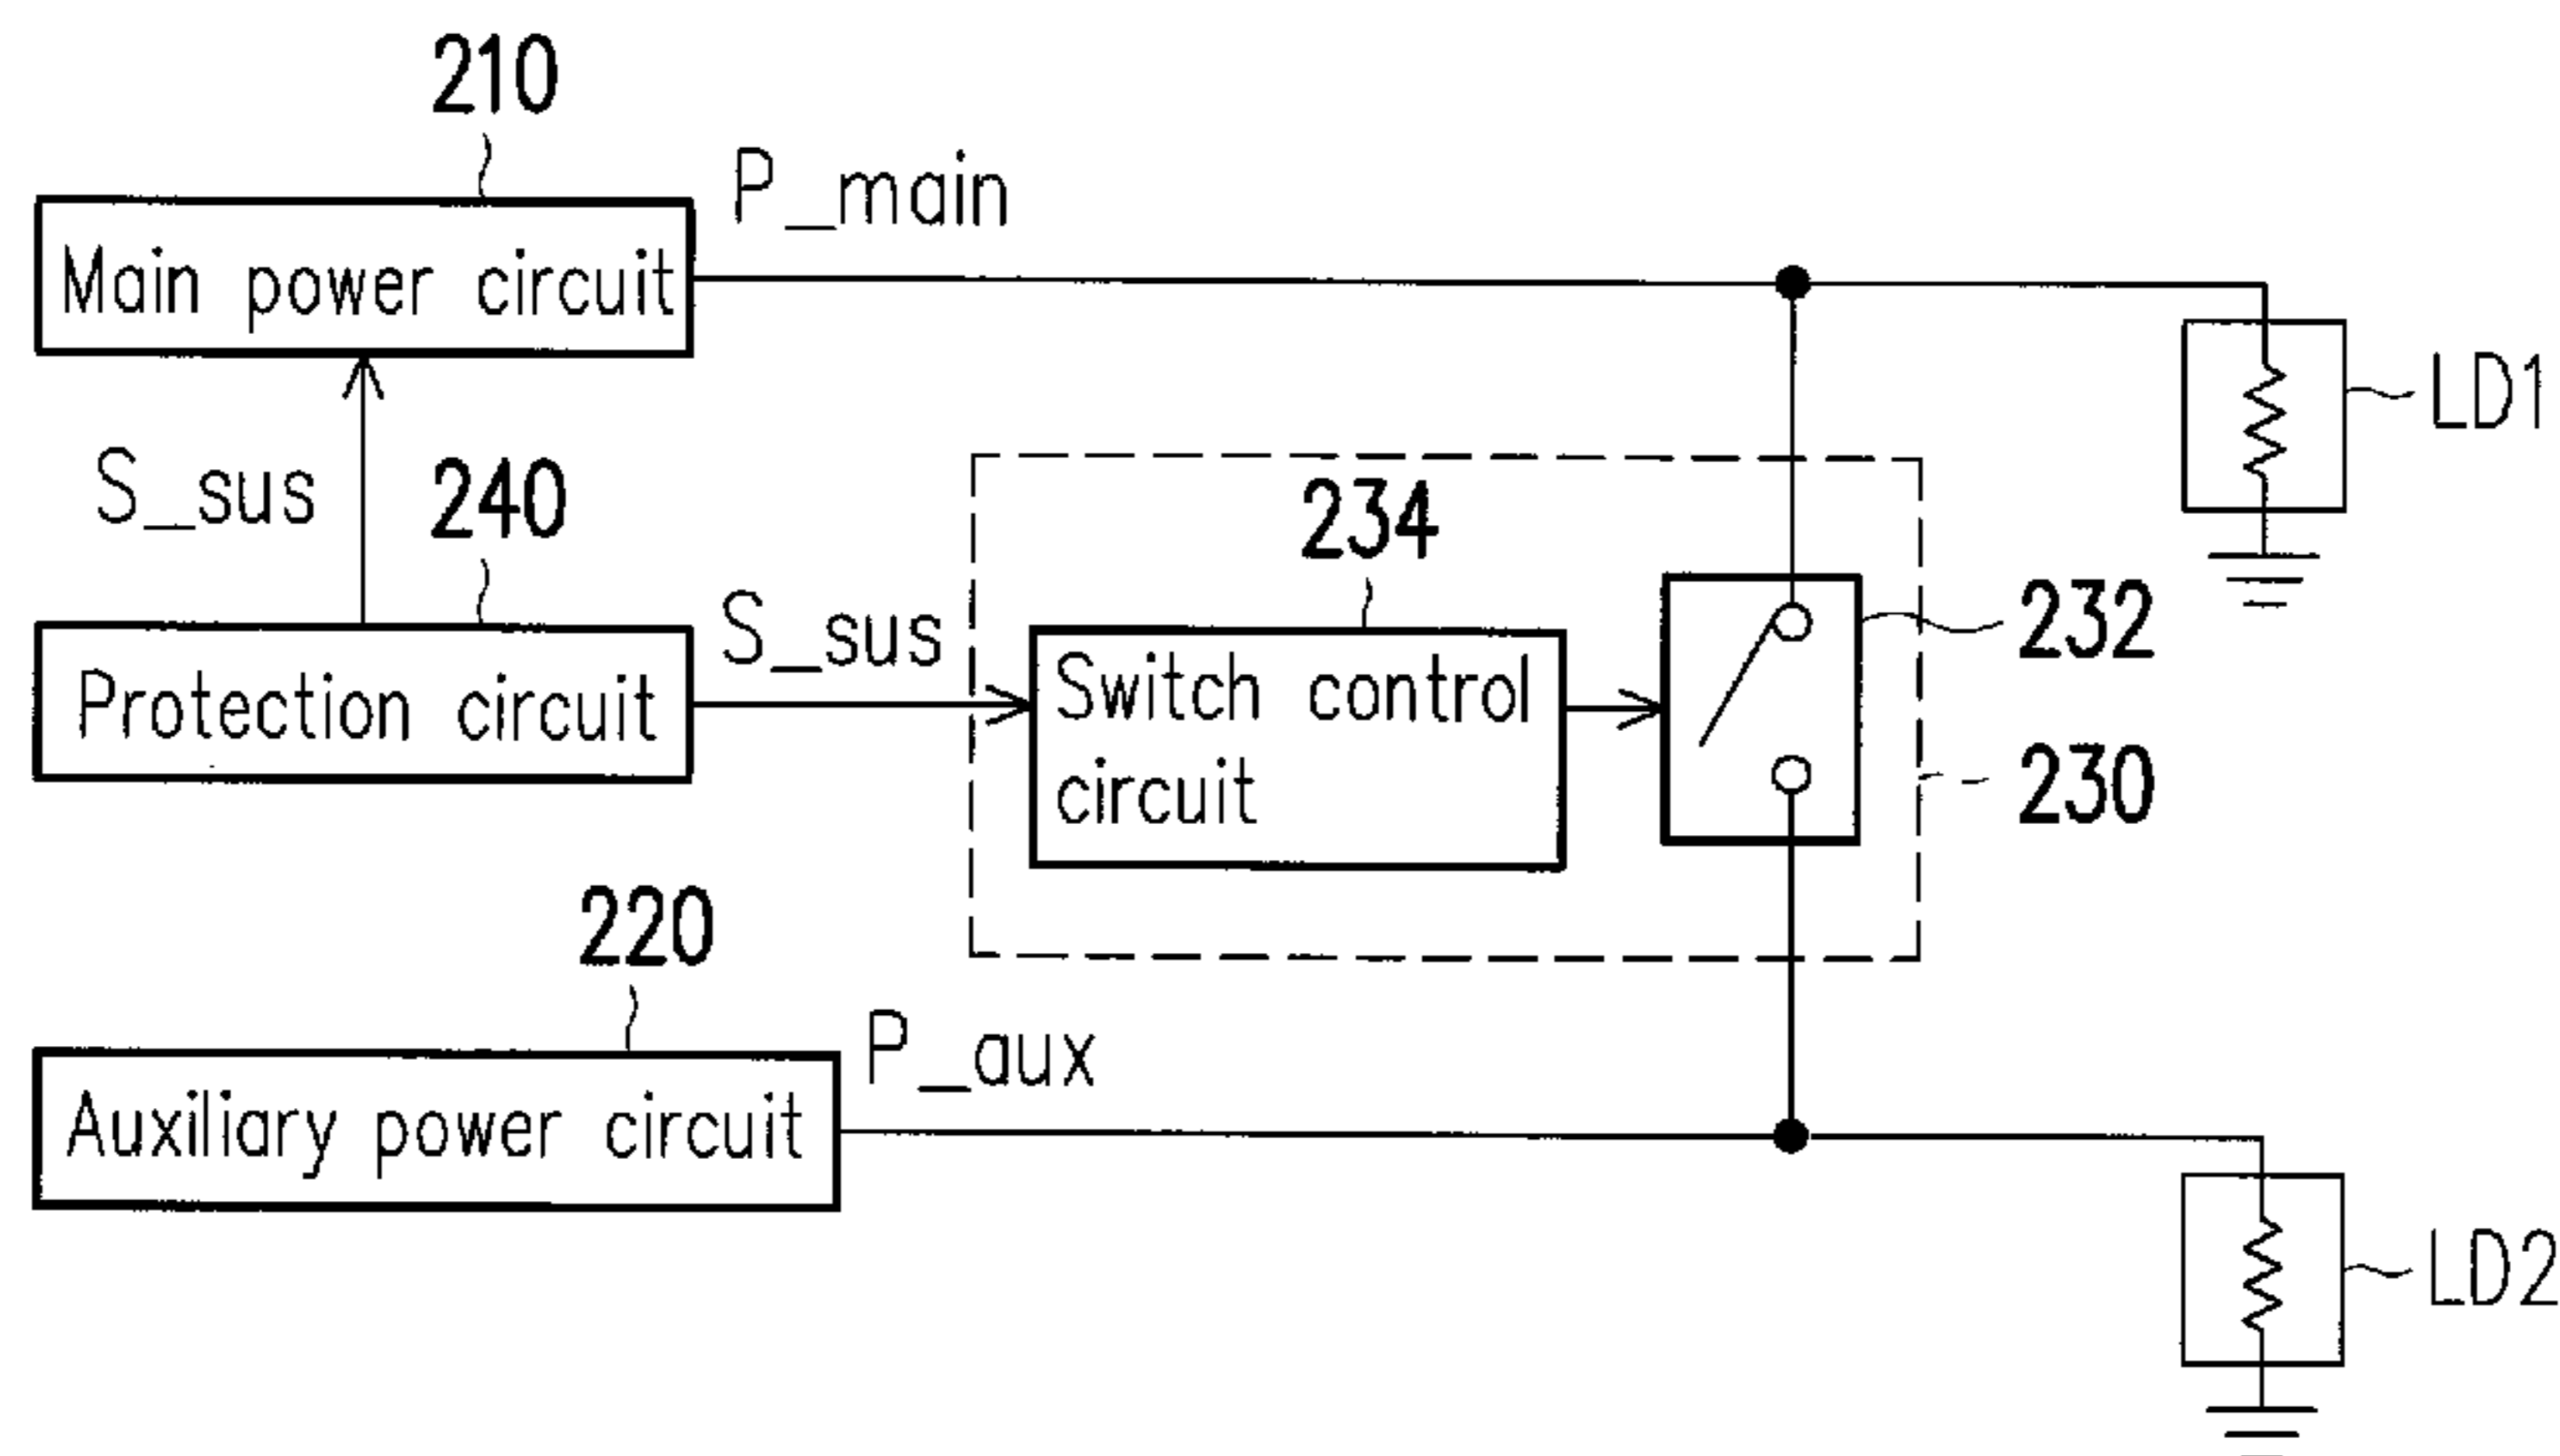 210
P_main
Main power circuit
LD1
S_sus
240
234
S_sus
232
Protection circuit
Switch control
circuit
230
220
P_aux
Auxiliary power circuit
LD2